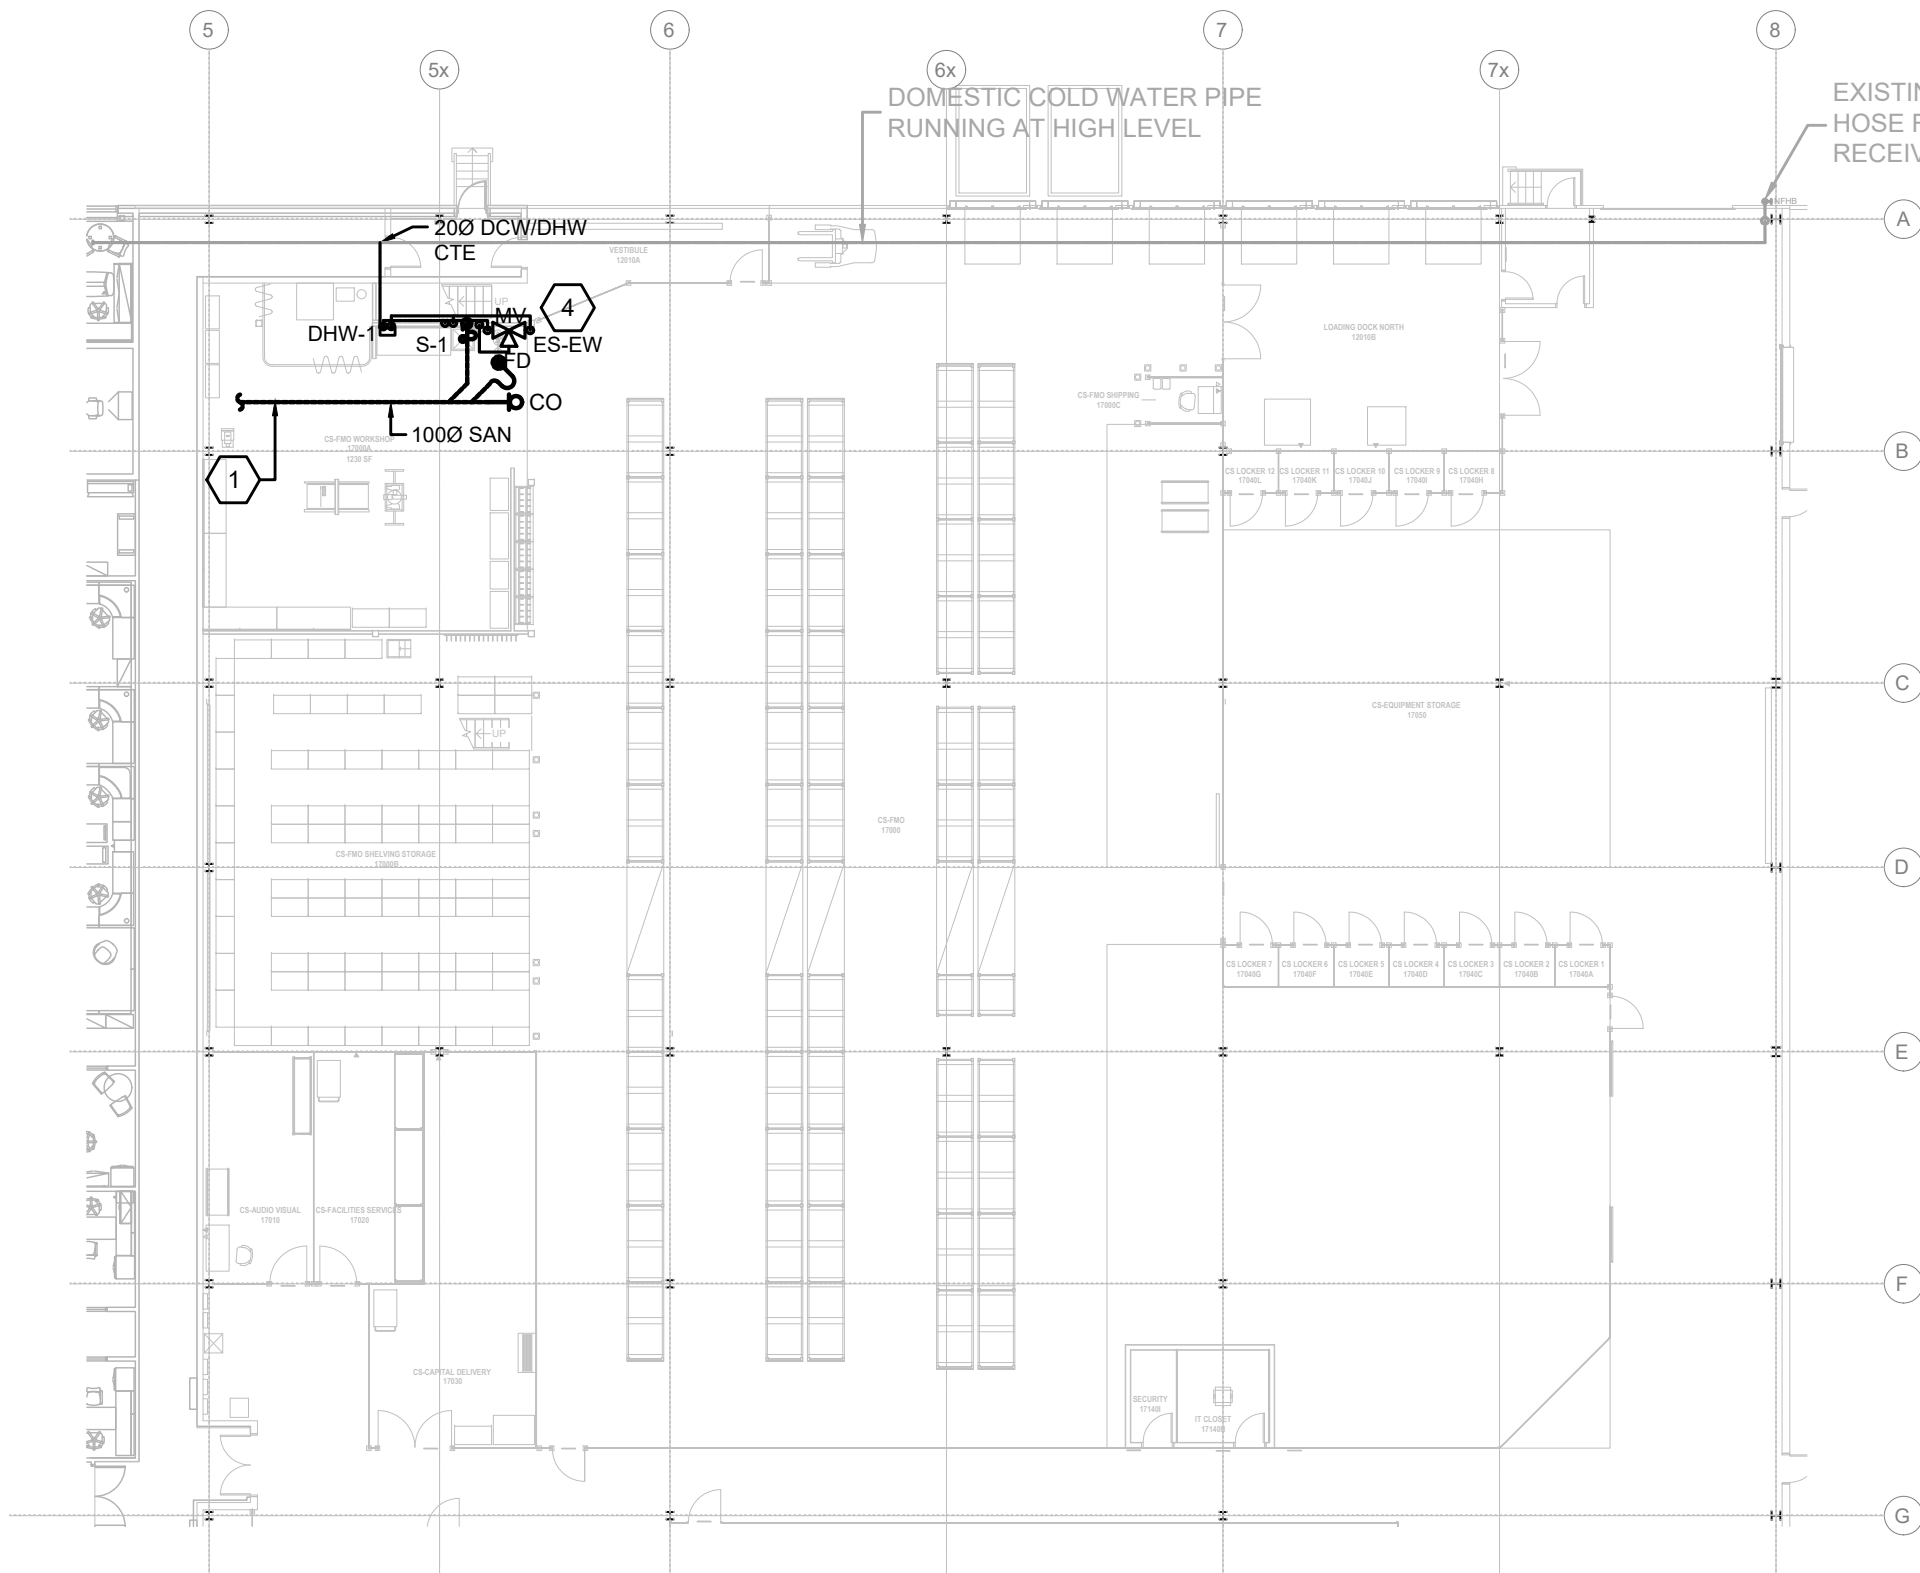 5
6
7
8
5x
6x
7x
DOMESTIC COLD WATER PIPE
RUNNING AT HIGH LEVEL
EXISTIN
HOSE
RECEIV
NFHB
A
20Ø DCW/DHW
CTE
VESTIBULE
12010A
UP
MV
4
DHW-1
S-1
ES-EW
FD
LOADING DOCK NORTH
12010B
CO
CS-FMO SHIPPING
17000C
100Ø SAN
CS-FMO WORKSHOP
17000A
1230 SF
B
1
CS LOCKER 12
17040L
CS LOCKER 11
17040K
CS LOCKER 10
17040J
CS LOCKER 9
17040I
CS LOCKER 8
17040H
C
CS-EQUIPMENT STORAGE
17050
UP
CS-FMO
17000
CS-FMO SHELVING STORAGE
17000B
D
CS LOCKER 7
17040G
CS LOCKER 6
17040F
CS LOCKER 5
17040E
CS LOCKER 4
17040D
CS LOCKER 3
17040C
CS LOCKER 2
17040B
CS LOCKER 1
17040A
E
CS-AUDIO VISUAL
17010
CS-FACILITIES SERVICES
17020
F
CS-CAPITAL DELIVERY
17030
SECURITY
17140I
IT CLOSET
17140H
G